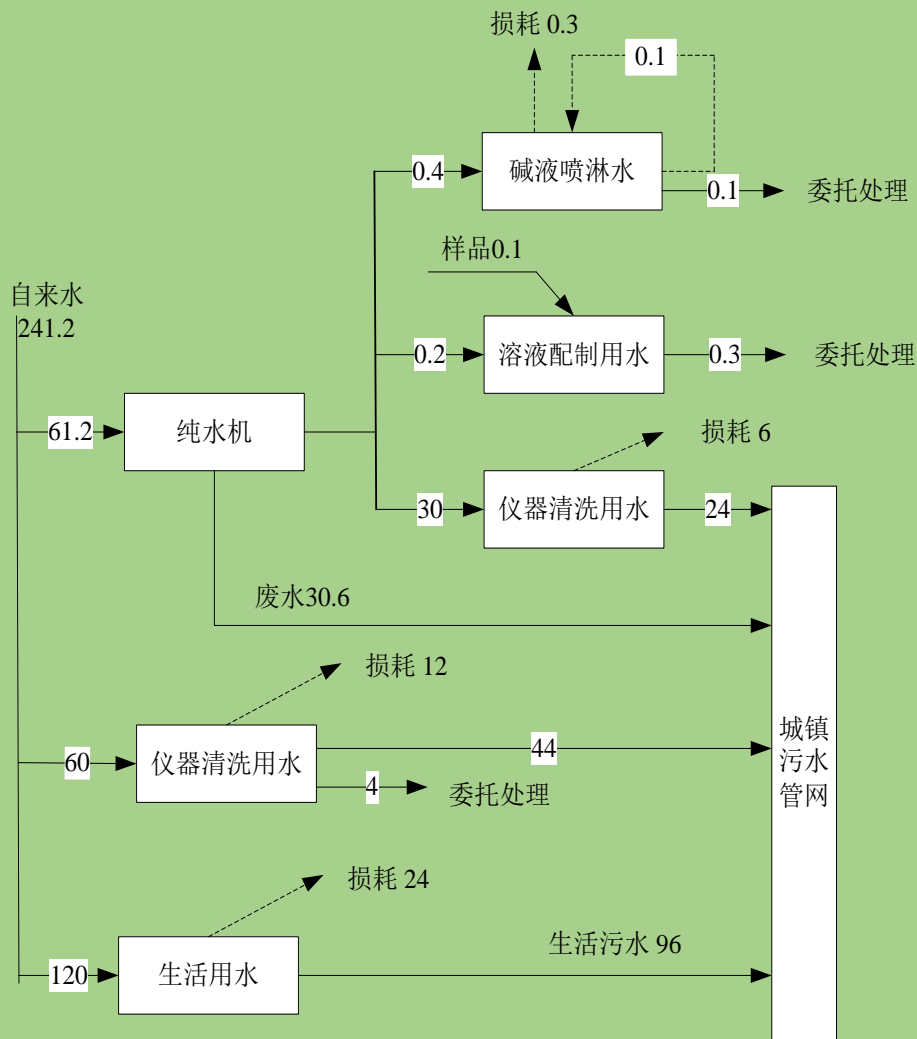 损耗 0.3
0.1
0.4
碱液喷淋水
0.1
委托处理
样品0.1
自来水
241.2
0.2
溶液配制用水
0.3
委托处理
61.2
纯水机
损耗 6
30
仪器清洗用水
24
废水30.6
损耗 12
60
仪器清洗用水
44
4
委托处理
城镇
污水
管网
损耗 24
120
生活用水
生活污水 96